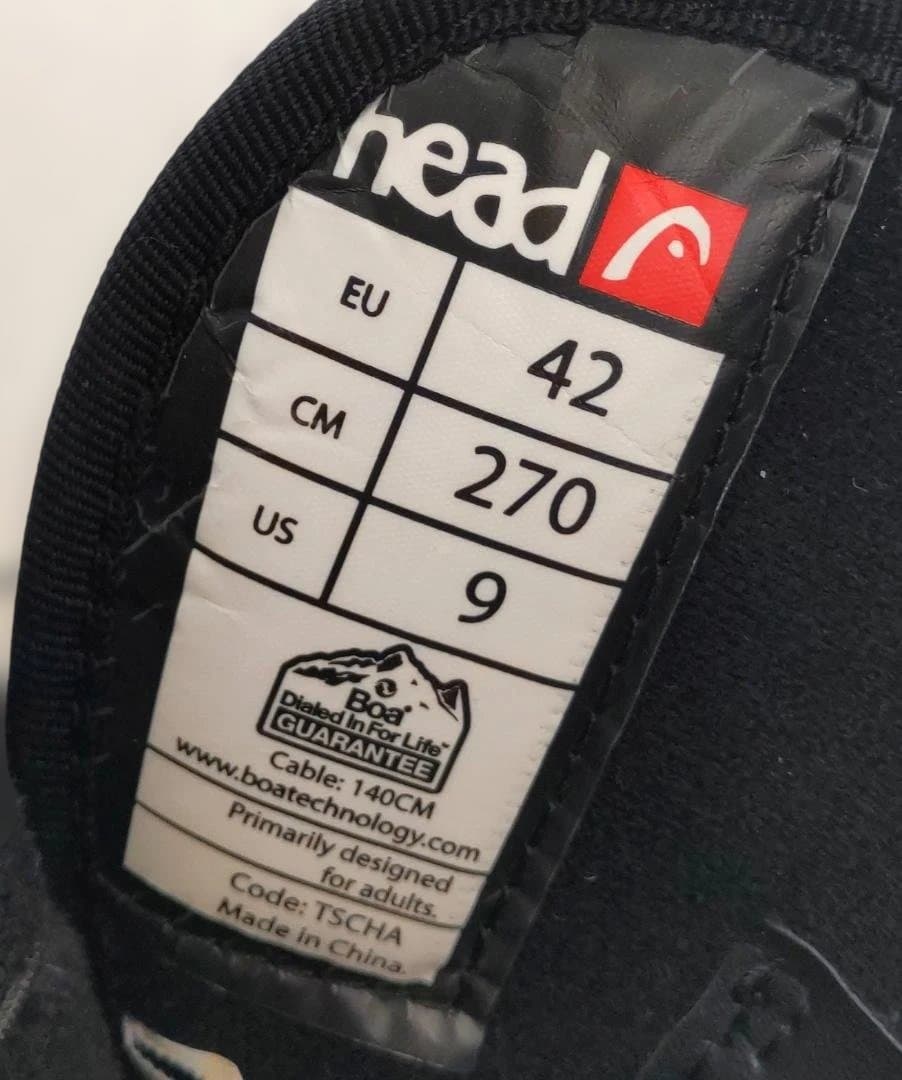 head
EU 42
CM 270
US 9
Boa®
Dialed In For Life™
GUARANTEE
Cable: 140CM
www.boatechnology.com
Primarily designed
for adults.
Code: TSCHA
Made in China.